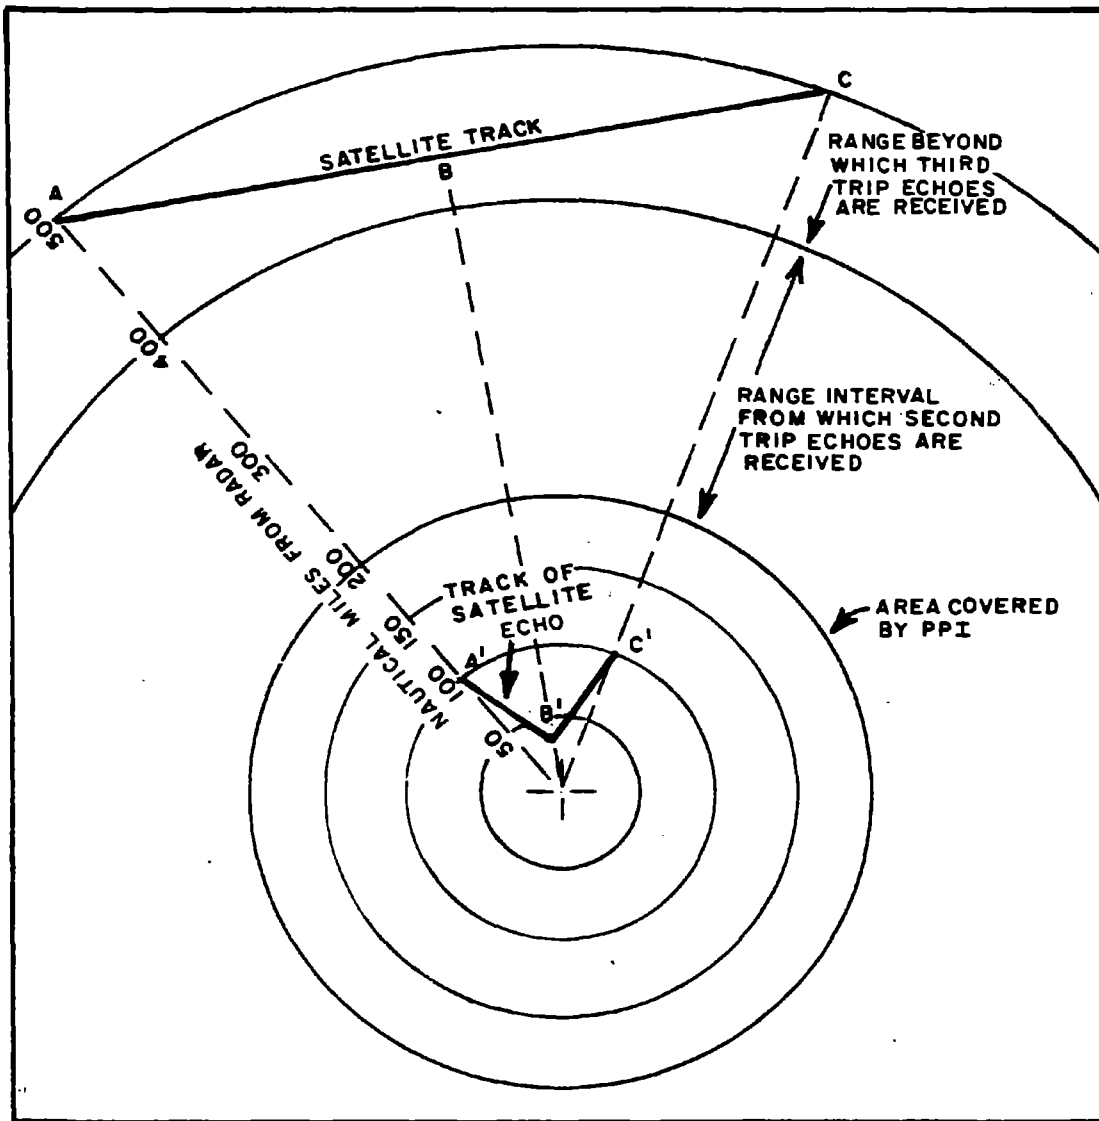 C
RANGE BEYOND
WHICH THIRD
TRIP ECHOES
ARE RECEIVED
SATELLITE TRACK
B
A
500
400
300
200
150
100
50
NAUTICAL MILES FROM RADAR
RANGE INTERVAL
FROM WHICH SECOND
TRIP ECHOES ARE
RECEIVED
TRACK OF
SATELLITE
ECHO
AREA COVERED
BY PPI
A'
C'
B'